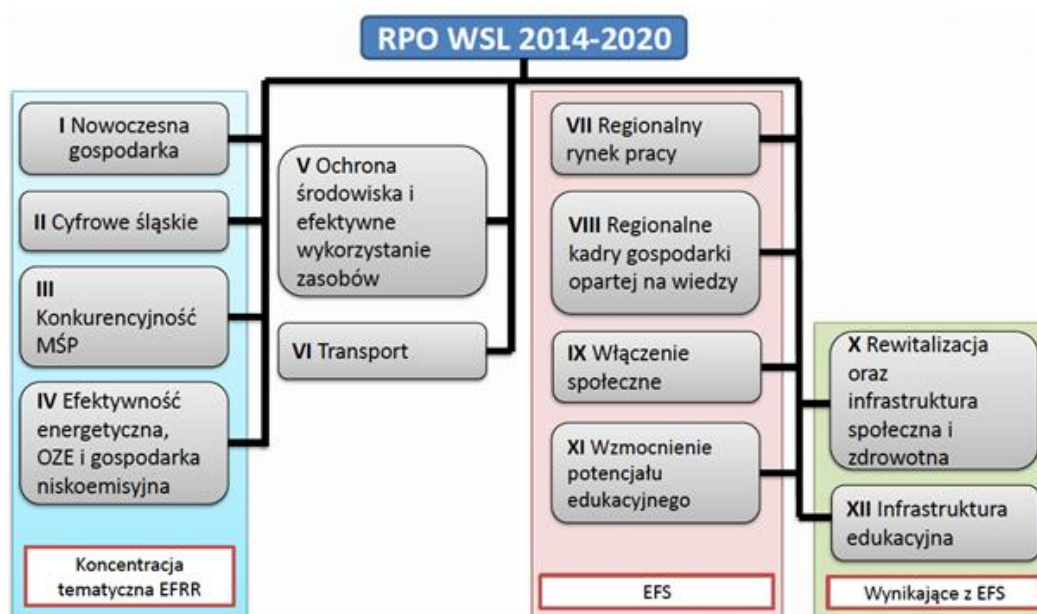 RPO WSL 2014-2020
I Nowoczesna
gospodarka
II Cyfrowe śląskie
III
Konkurencyjność
MŚP
IV Efektywność
energetyczna,
OZE i gospodarka
niskoemisyjna
Koncentracja
tematyczna EFRR
V Ochrona
środowiska i
efektywne
wykorzystanie
zasobów
VI Transport
VII Regionalny
rynek pracy
VIII Regionalne
kadry gospodarki
opartej na wiedzy
IX Włączenie
społeczne
XI Wzmocnienie
potencjału
edukacyjnego
EFS
X Rewitalizacja
oraz
infrastruktura
społeczna i
zdrowotna
XII Infrastruktura
edukacyjna
Wynikające z EFS